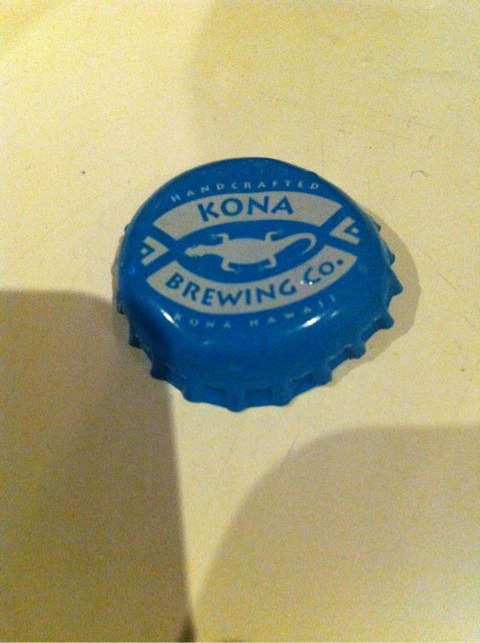 HANDCRAFTED
KONA
BREWING Co.
KONA HAWAII